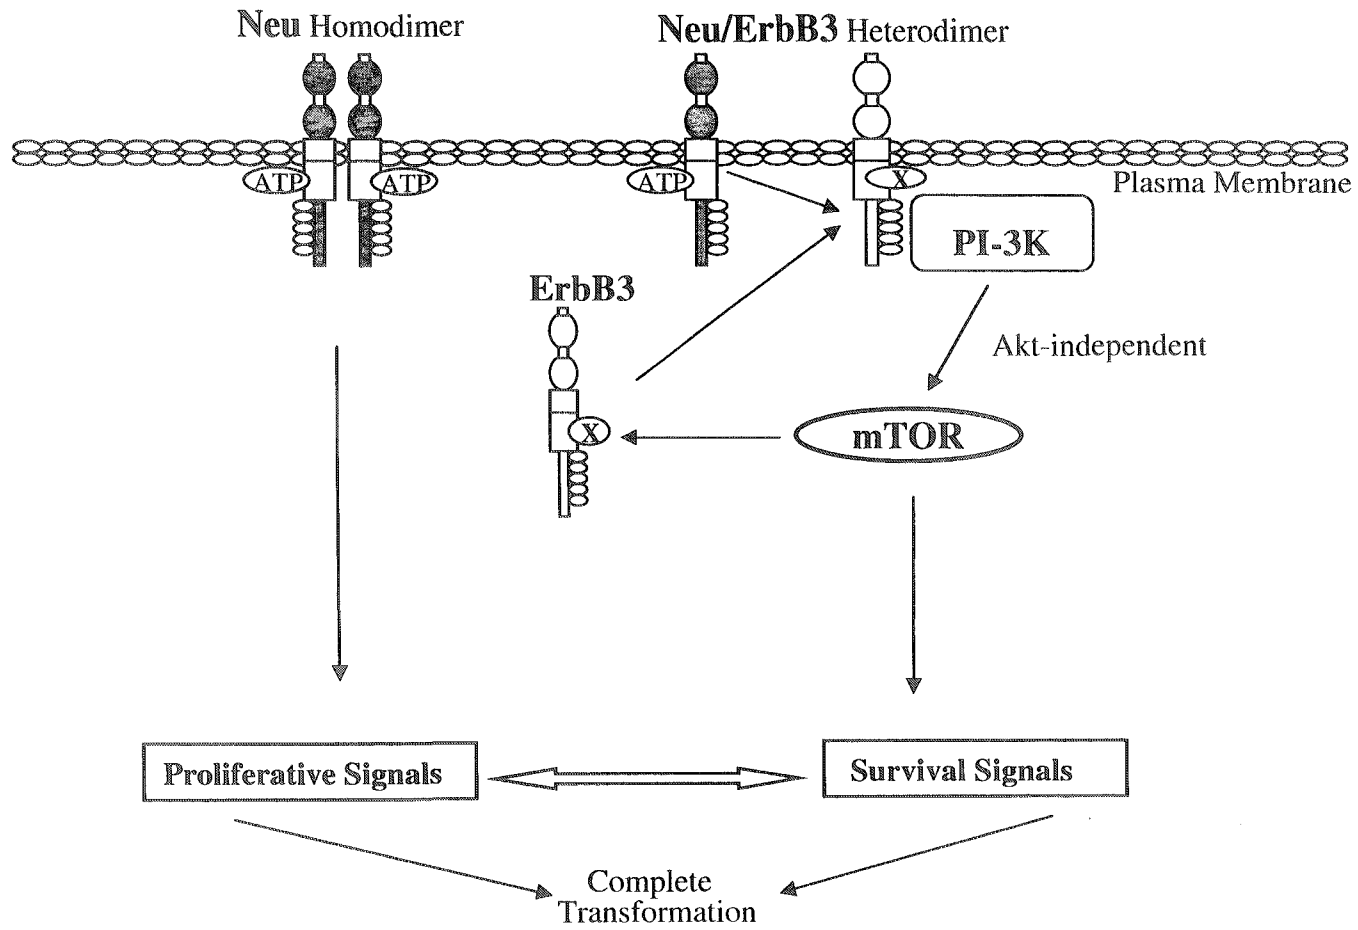 Neu Homodimer
Neu/ErbB3 Heterodimer
ATP
ATP
ATP
X
Plasma Membrane
PI-3K
ErbB3
Akt-independent
X
mTOR
Proliferative Signals
Survival Signals
Complete
Transformation